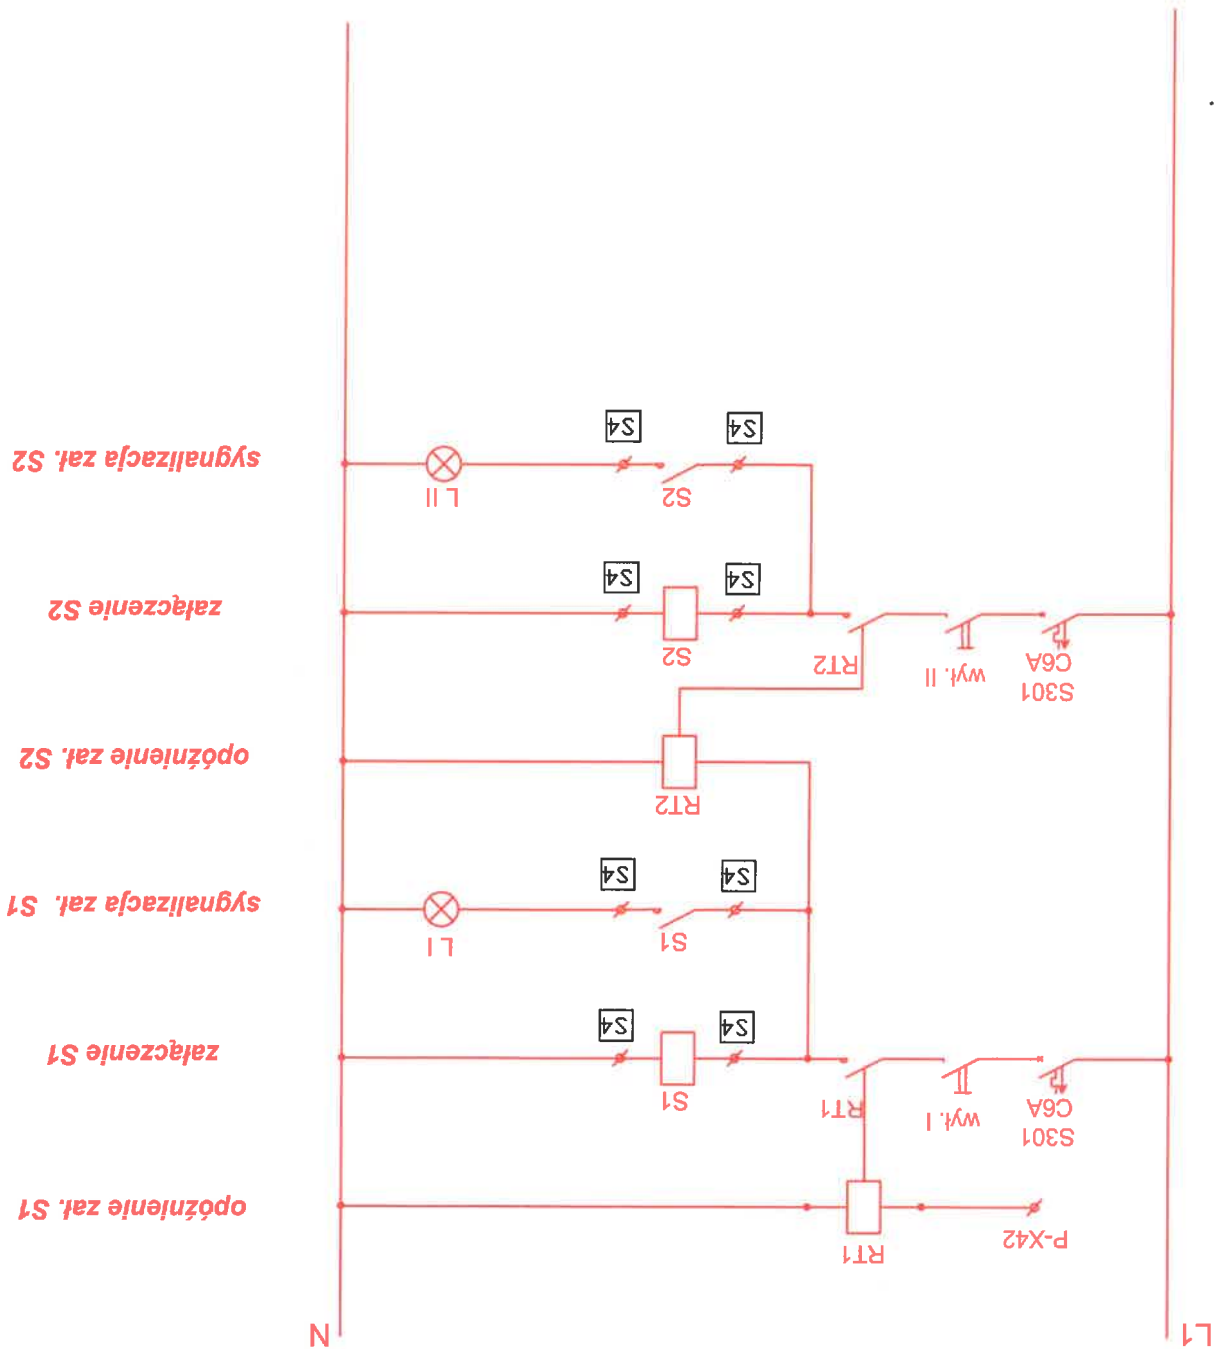 L1
N
P-X42
RT1
opóźnienie zał. S1
S301
C6A
wył. I
RT1
S1
S4
S4
załączenie S1
S1
L I
S4
S4
sygnalizacja zał. S1
RT2
opóźnienie zał. S2
S301
C6A
wył. II
RT2
S2
S4
S4
załączenie S2
S2
L II
S4
S4
sygnalizacja zał. S2